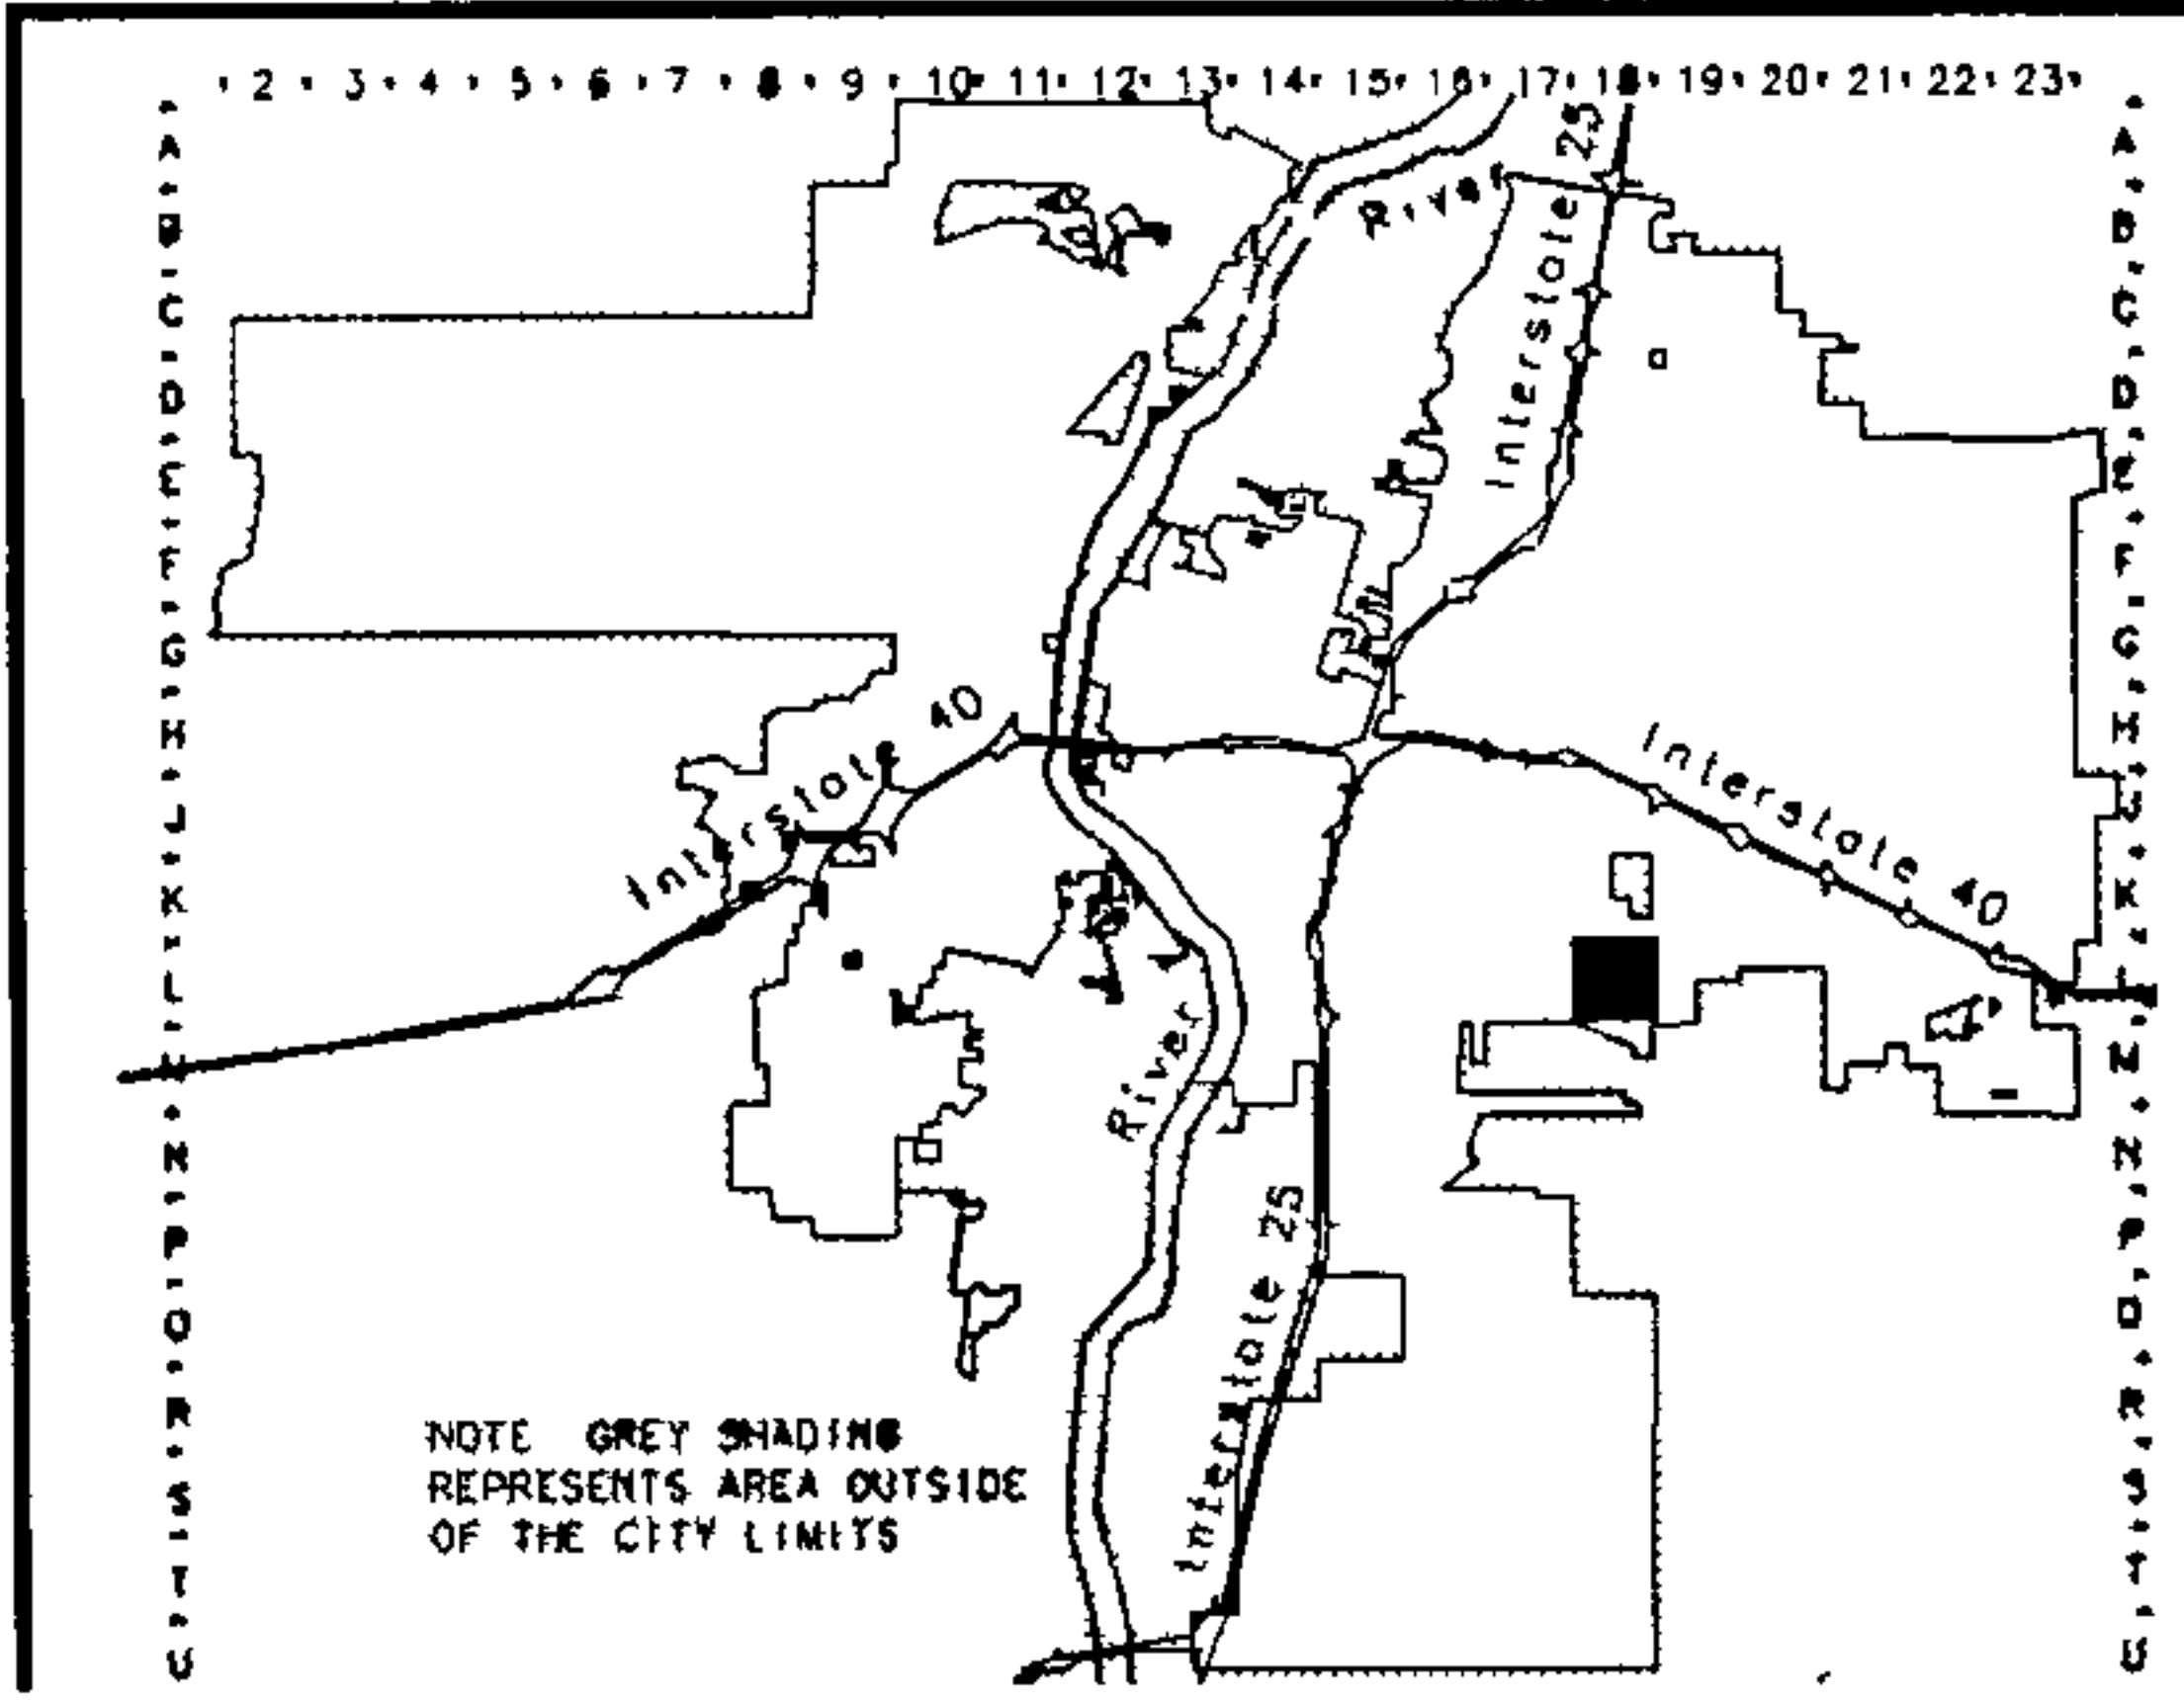 2 3 4 5 6 7 8 9 10 11 12 13 14 15 16 17 18 19 20 21 22 23
A A
B B
C C
D D
E E
F F
G G
H H
J J
K K
L L
M M
N N
P P
Q Q
R R
S S
T T
U U
River
Interstate 25
Interstate 40
Interstate 40
River
Interstate 25
NOTE GREY SHADING
REPRESENTS AREA OUTSIDE
OF THE CITY LIMITS